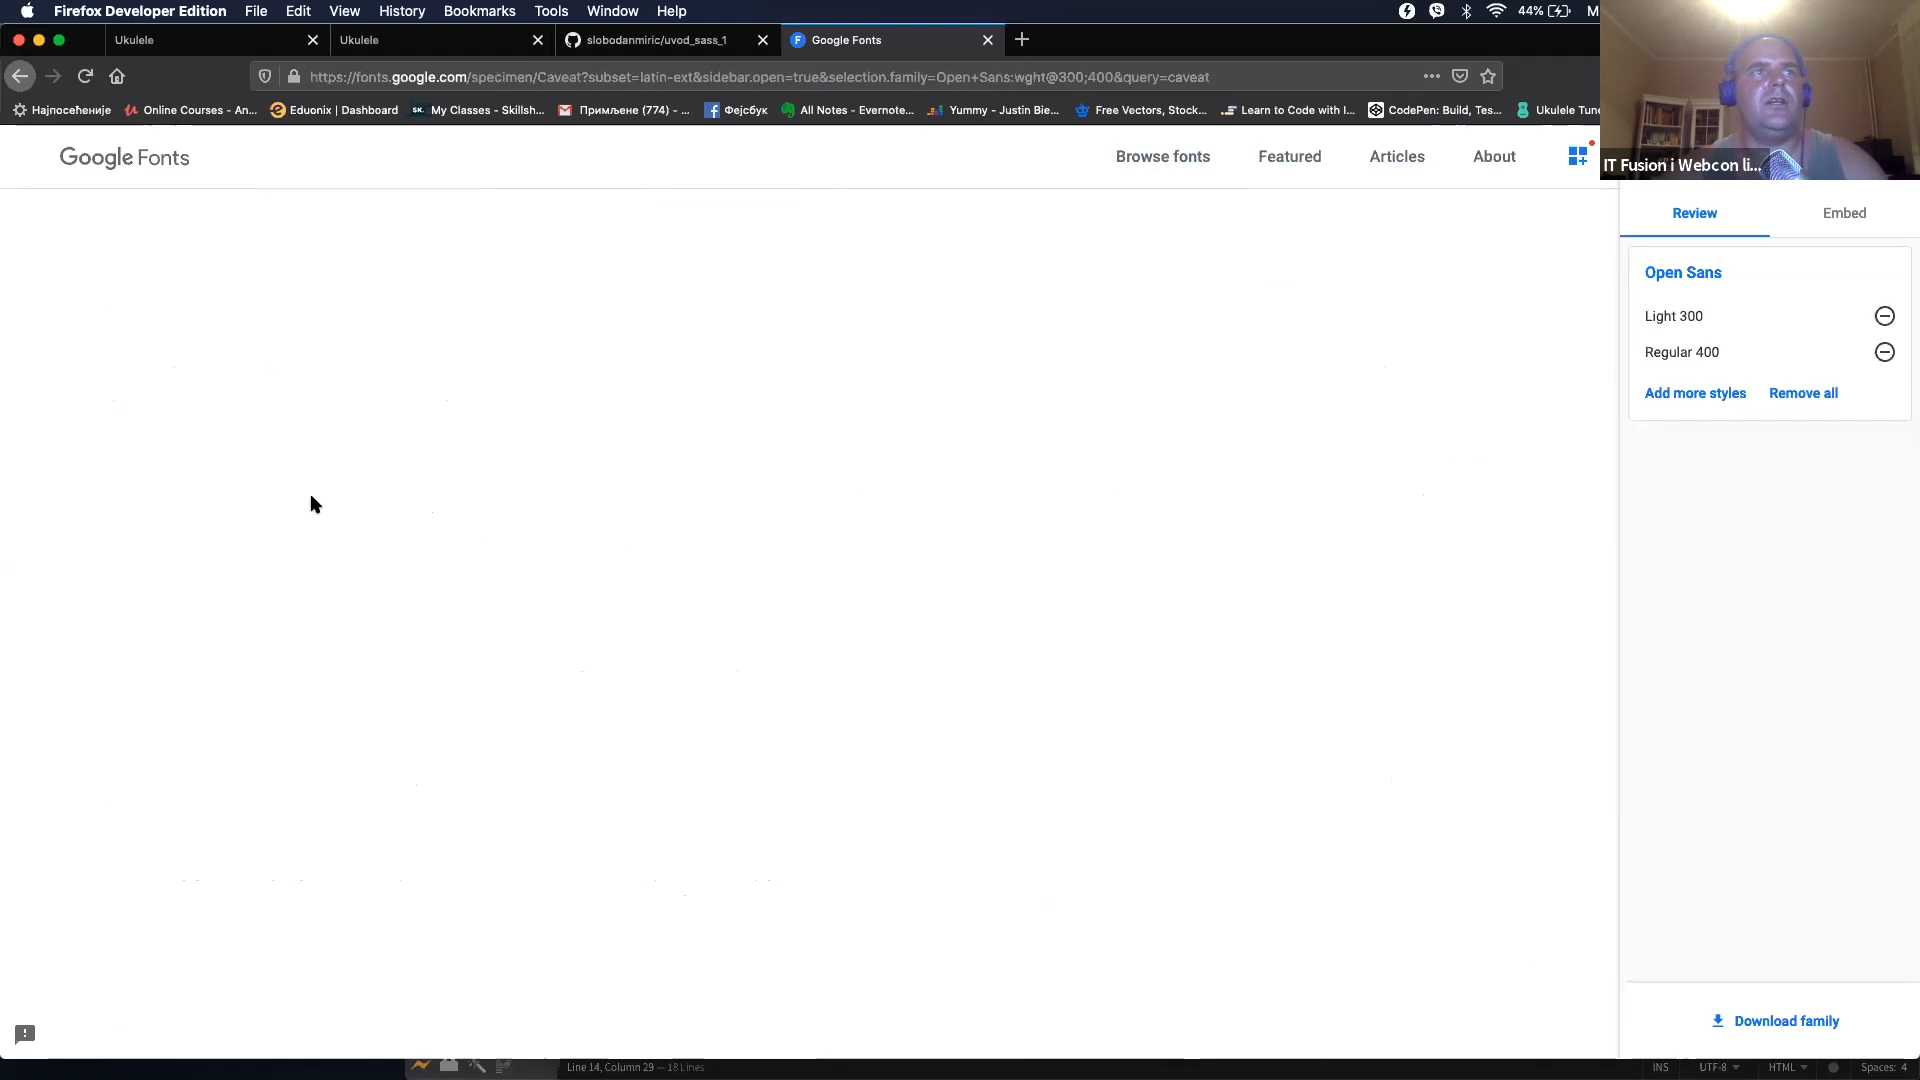 Firefox Developer Edition File Edit View History Bookmarks Tools Window Help 44% M
Ukulele Ukulele slobodanmiric/uvod_sass_1 Google Fonts
https://fonts.google.com/specimen/Caveat?subset=latin-ext&sidebar.open=true&selection.family=Open+Sans:wght@300;400&query=caveat
Најпосећеније Online Courses - An... Eduonix | Dashboard My Classes - Skillsh... Примљене (774) - ... Фејсбук All Notes - Evernote... Yummy - Justin Bie... Free Vectors, Stock... Learn to Code with I... CodePen: Build, Tes... Ukulele Tune
IT Fusion i Webcon li...
Google Fonts Browse fonts Featured Articles About
Review Embed
Open Sans
Light 300
Regular 400
Add more styles Remove all
Download family
Line 14, Column 29 — 18 Lines INS UTF-8 HTML Spaces: 4